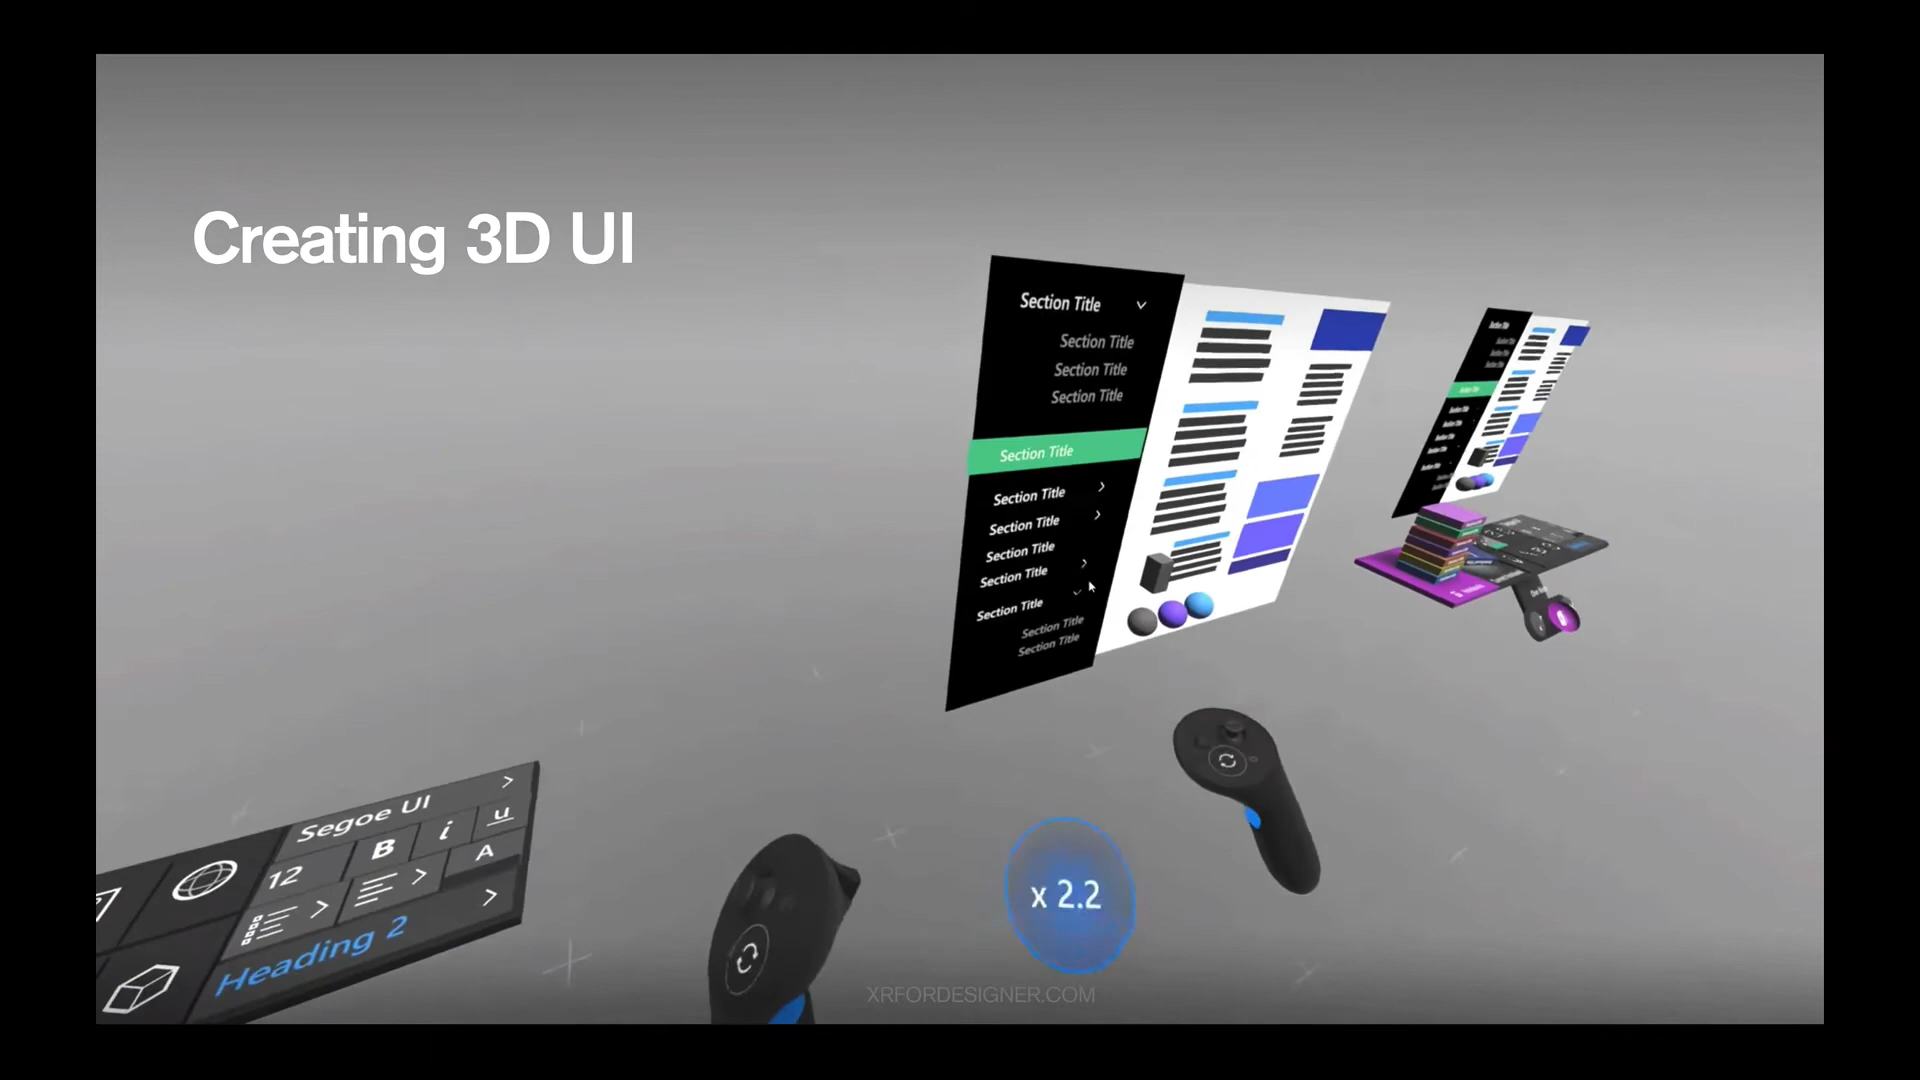 Creating 3D UI
Section Title
Section Title
Section Title
Section Title
Section Title
Section Title
Section Title
Section Title
Section Title
Section Title
Section Title
Section Title
Segoe UI
B i u
12 A
Heading 2
x 2.2
XRFORDESIGNER.COM